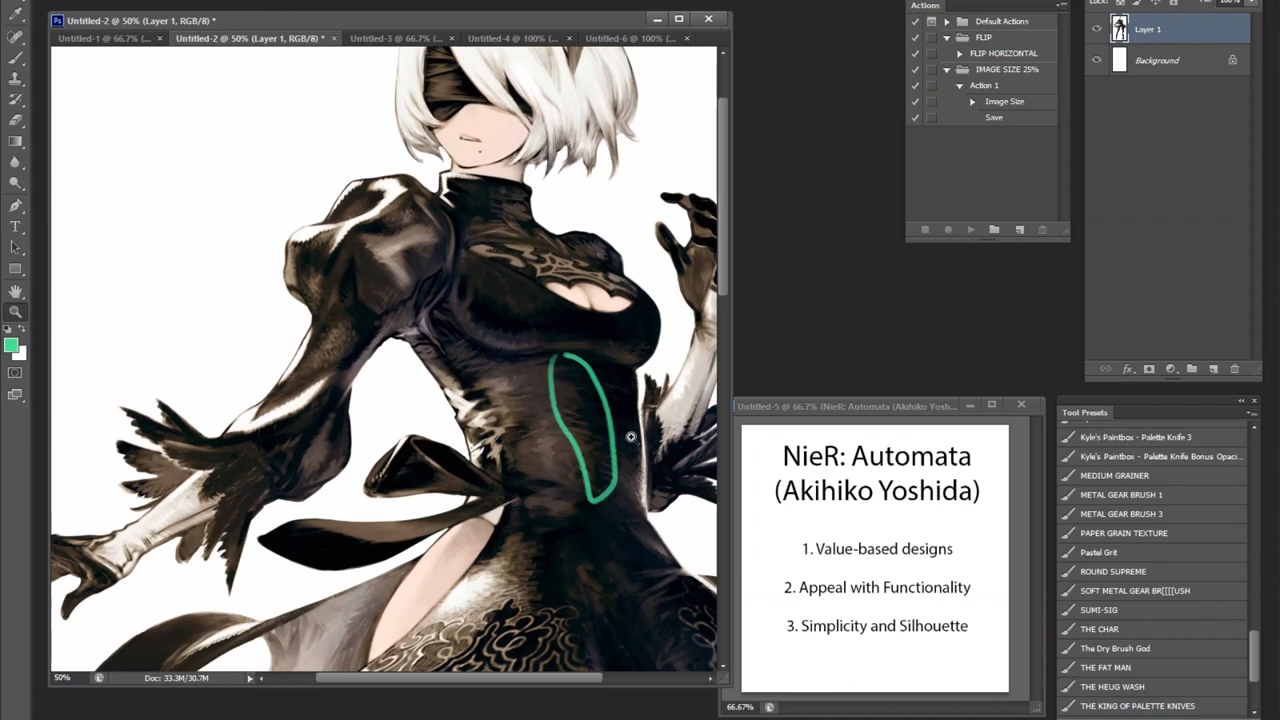 Untitled-2 @ 50% (Layer 1, RGB/8) *
Untitled-1 @ 66.7% (...
Untitled-2 @ 50% (Layer 1, RGB/8) *
Untitled-3 @ 66.7% (...
Untitled-4 @ 100% (...
Untitled-6 @ 100% (...
50%
Doc: 33.3M/30.7M
Actions
Default Actions
FLIP
FLIP HORIZONTAL
IMAGE SIZE 25%
Action 1
Image Size
Save
Lock:
100%
Layer 1
Background
fx
Untitled-5 @ 66.7% (NieR: Automata (Akihiko Yosh...
NieR: Automata
(Akihiko Yoshida)
1. Value-based designs
2. Appeal with Functionality
3. Simplicity and Silhouette
66.67%
Tool Presets
Kyle's Paintbox - Palette Knife 3
Kyle's Paintbox - Palette Knife Bonus Opaci...
MEDIUM GRAINER
METAL GEAR BRUSH 1
METAL GEAR BRUSH 3
PAPER GRAIN TEXTURE
Pastel Grit
ROUND SUPREME
SOFT METAL GEAR BR[[[[USH
SUMI-SIG
THE CHAR
The Dry Brush God
THE FAT MAN
THE HEUG WASH
THE KING OF PALETTE KNIVES